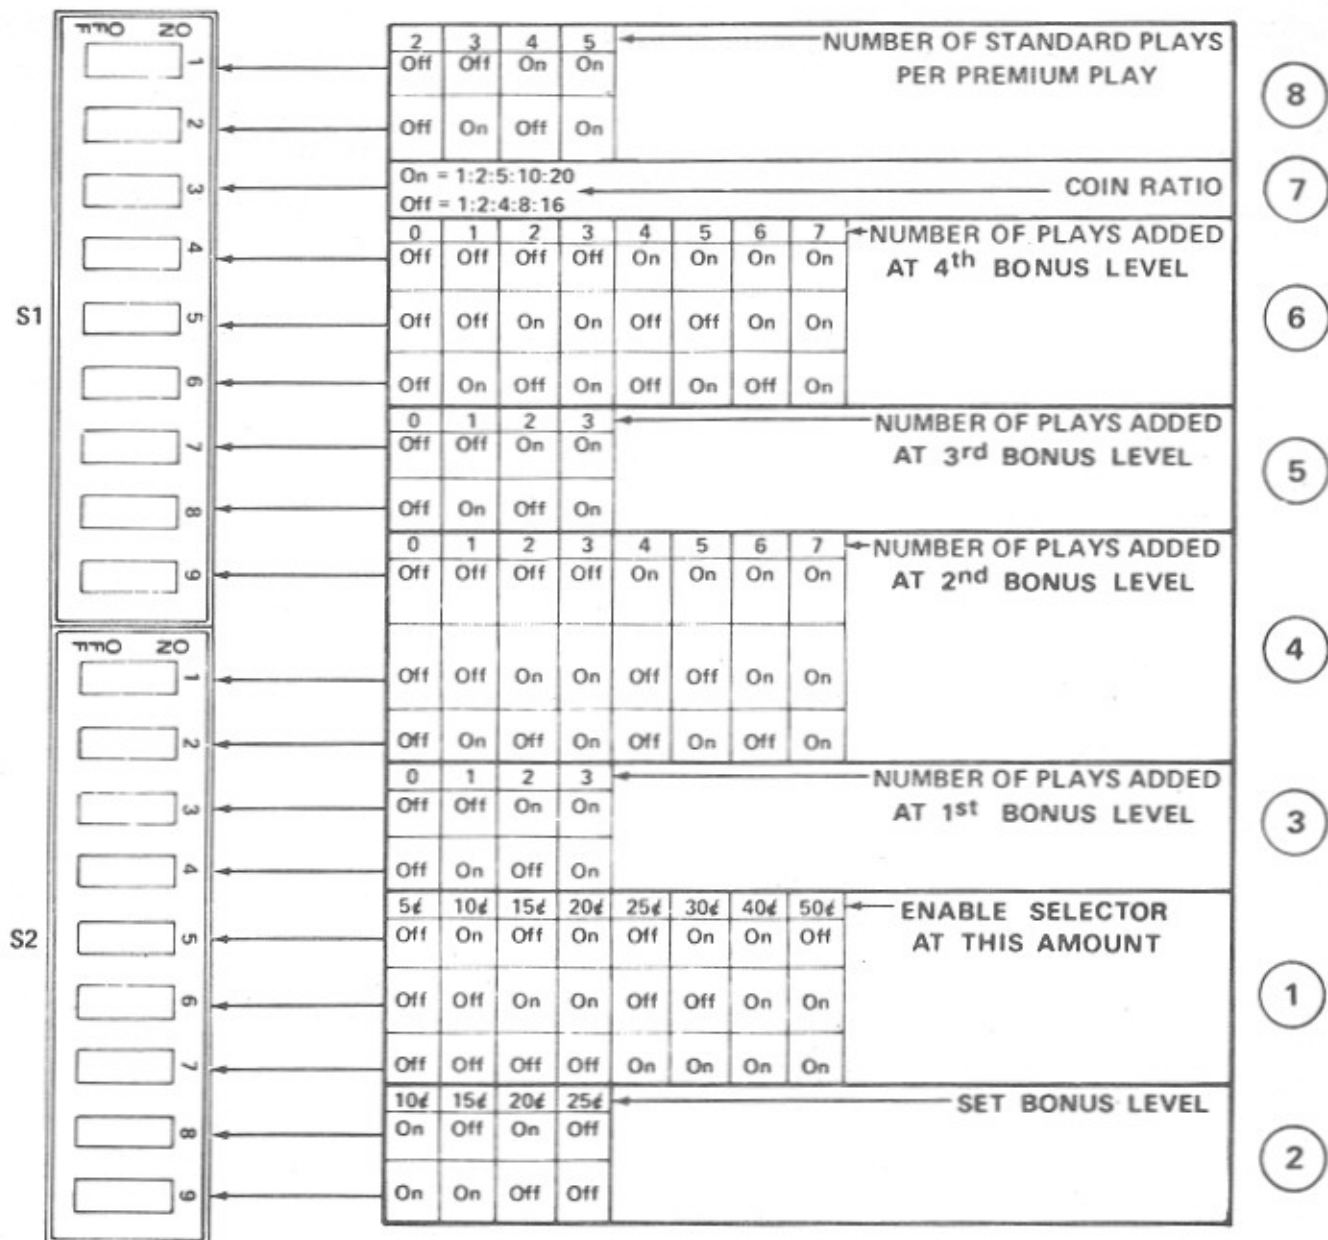 ON OFF
1
2
3
4
5
6
7
8
9
S1
ON OFF
1
2
3
4
5
6
7
8
9
S2
2 3 4 5 NUMBER OF STANDARD PLAYS
Off Off On On PER PREMIUM PLAY
Off On Off On
8
On = 1:2:5:10:20
Off = 1:2:4:8:16
COIN RATIO
7
0 1 2 3 4 5 6 7 NUMBER OF PLAYS ADDED
Off Off Off Off On On On On AT 4th BONUS LEVEL
Off Off On On Off Off On On
Off On Off On Off On Off On
6
0 1 2 3 NUMBER OF PLAYS ADDED
Off Off On On AT 3rd BONUS LEVEL
Off On Off On
5
0 1 2 3 4 5 6 7 NUMBER OF PLAYS ADDED
Off Off Off Off On On On On AT 2nd BONUS LEVEL
Off Off On On Off Off On On
Off On Off On Off On Off On
4
0 1 2 3 NUMBER OF PLAYS ADDED
Off Off On On AT 1st BONUS LEVEL
Off On Off On
3
5¢ 10¢ 15¢ 20¢ 25¢ 30¢ 40¢ 50¢ ENABLE SELECTOR
Off On Off On Off On On Off AT THIS AMOUNT
Off Off On On Off Off On On
Off Off Off Off On On On On
1
10¢ 15¢ 20¢ 25¢ SET BONUS LEVEL
On Off On Off
On On Off Off
2